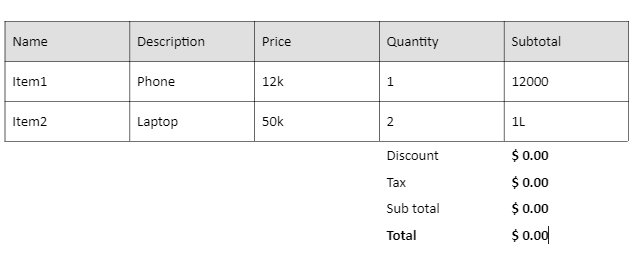 Name Description Price Quantity Subtotal
Item1 Phone 12k 1 12000
Item2 Laptop 50k 2 1L
Discount $ 0.00
Tax $ 0.00
Sub total $ 0.00
Total $ 0.00